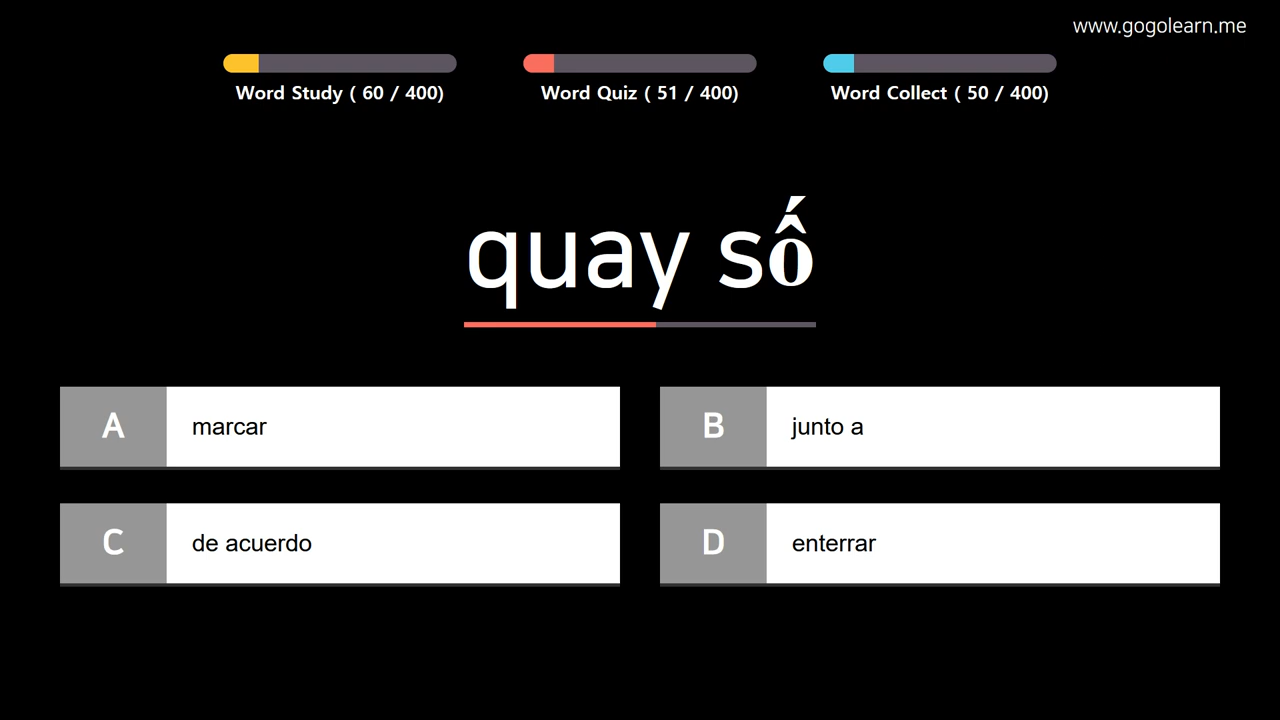 www.gogolearn.me
Word Study ( 60 / 400)
Word Quiz ( 51 / 400)
Word Collect ( 50 / 400)
quay số
A marcar
B junto a
C de acuerdo
D enterrar